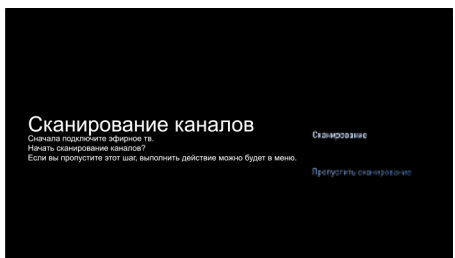 Сканирование каналов
Сначала подключите эфирное тв.
Начать сканирование каналов?
Если вы пропустите этот шаг, выполнить действие можно будет в меню.
Сканирование
Пропустить сканирование